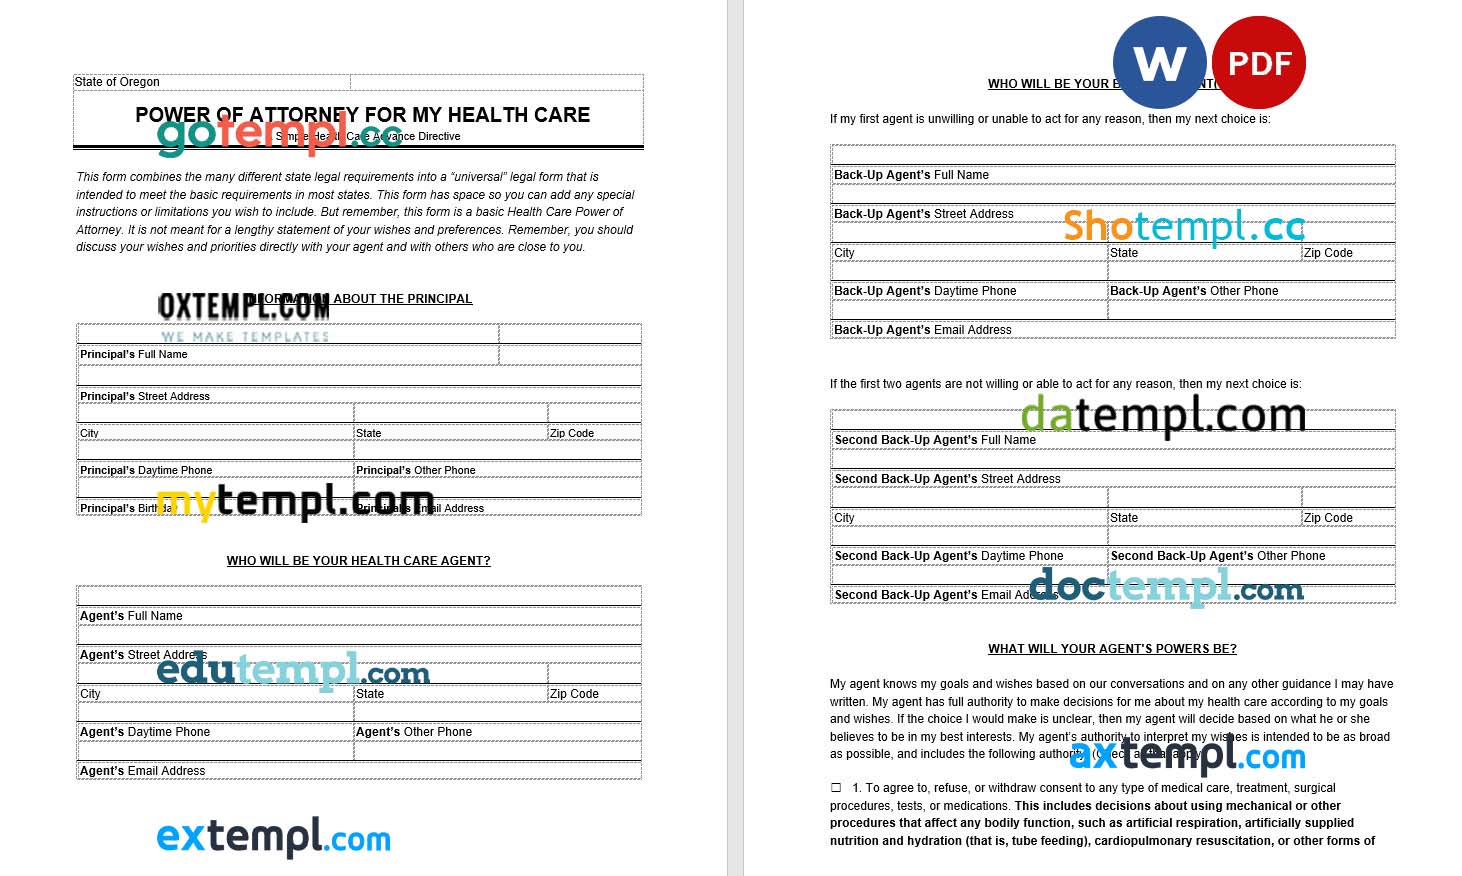 State of Oregon
POWER OF ATTORNEY FOR MY HEALTH CARE
Simple Health Care Advance Directive
gotempl.cc
This form combines the many different state legal requirements into a “universal” legal form that is
intended to meet the basic requirements in most states. This form has space so you can add any special
instructions or limitations you wish to include. But remember, this form is a basic Health Care Power of
Attorney. It is not meant for a lengthy statement of your wishes and preferences. Remember, you should
discuss your wishes and priorities directly with your agent and with others who are close to you.
INFORMATION ABOUT THE PRINCIPAL
OXTEMPL.COM
WE MAKE TEMPLATES
Principal’s Full Name
Principal’s Street Address
City State Zip Code
Principal’s Daytime Phone Principal’s Other Phone
mytempl.com
Principal’s Birthday Principal’s Email Address
WHO WILL BE YOUR HEALTH CARE AGENT?
Agent’s Full Name
Agent’s Street Address
edutempl.com
City State Zip Code
Agent’s Daytime Phone Agent’s Other Phone
Agent’s Email Address
extempl.com
W PDF
WHO WILL BE YOUR
If my first agent is unwilling or unable to act for any reason, then my next choice is:
Back-Up Agent’s Full Name
Back-Up Agent’s Street Address
Shotempl.cc
City State Zip Code
Back-Up Agent’s Daytime Phone Back-Up Agent’s Other Phone
Back-Up Agent’s Email Address
If the first two agents are not willing or able to act for any reason, then my next choice is:
datempl.com
Second Back-Up Agent’s Full Name
Second Back-Up Agent’s Street Address
City State Zip Code
Second Back-Up Agent’s Daytime Phone Second Back-Up Agent’s Other Phone
doctempl.com
Second Back-Up Agent’s Email Address
WHAT WILL YOUR AGENT'S POWERS BE?
My agent knows my goals and wishes based on our conversations and on any other guidance I may have
written. My agent has full authority to make decisions for me about my health care according to my goals
and wishes. If the choice I would make is unclear, then my agent will decide based on what he or she
believes to be in my best interests. My agent’s authority to interpret my wishes is intended to be as broad
as possible, and includes the following authority (Check all that apply
axtempl.com
☐ 1. To agree to, refuse, or withdraw consent to any type of medical care, treatment, surgical
procedures, tests, or medications. This includes decisions about using mechanical or other
procedures that affect any bodily function, such as artificial respiration, artificially supplied
nutrition and hydration (that is, tube feeding), cardiopulmonary resuscitation, or other forms of